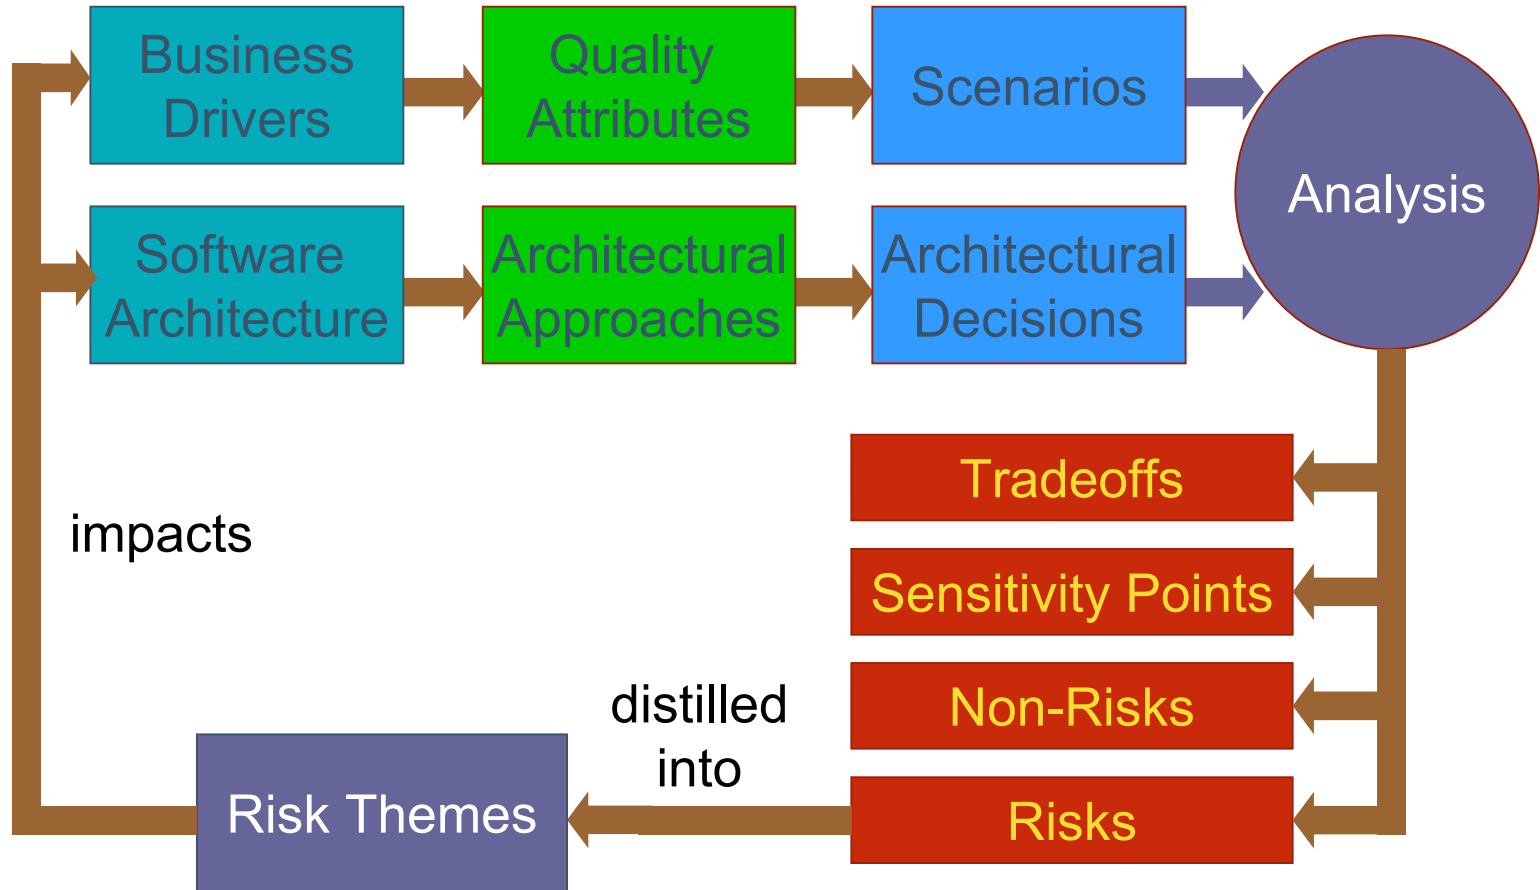 Business
Drivers
Quality
Attributes
Scenarios
Analysis
Software
Architecture
Architectural
Approaches
Architectural
Decisions
Tradeoffs
impacts
Sensitivity Points
Non-Risks
distilled
into
Risk Themes
Risks